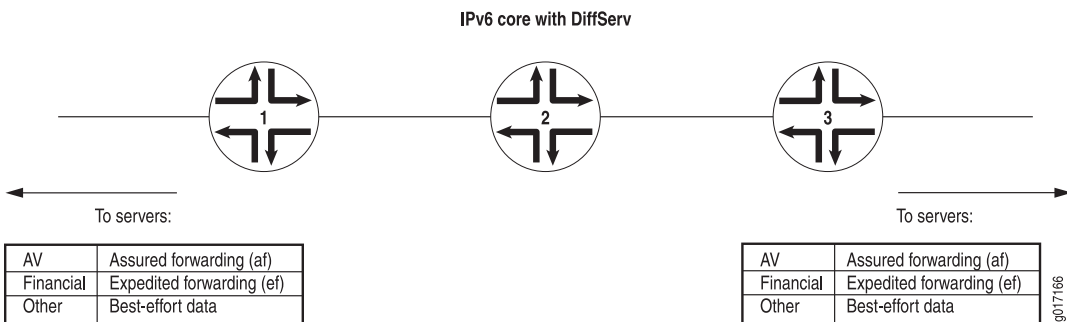 IPv6 core with DiffServ
1
2
3
To servers:
To servers:
AV Assured forwarding (af)
Financial Expedited forwarding (ef)
Other Best-effort data
AV Assured forwarding (af)
Financial Expedited forwarding (ef)
Other Best-effort data
g017166